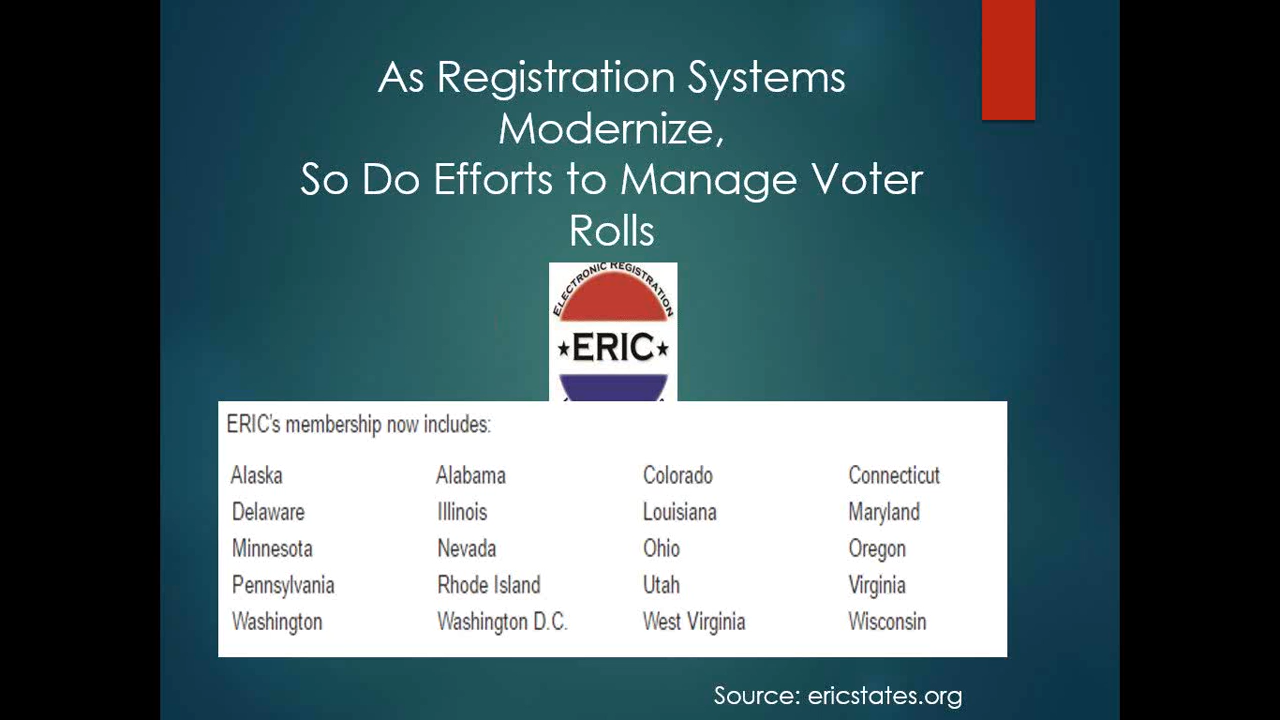 As Registration Systems
Modernize,
So Do Efforts to Manage Voter
Rolls
ELECTRONIC REGISTRATION
★ERIC★
ERIC's membership now includes:
Alaska Alabama Colorado Connecticut
Delaware Illinois Louisiana Maryland
Minnesota Nevada Ohio Oregon
Pennsylvania Rhode Island Utah Virginia
Washington Washington D.C. West Virginia Wisconsin
Source: ericstates.org